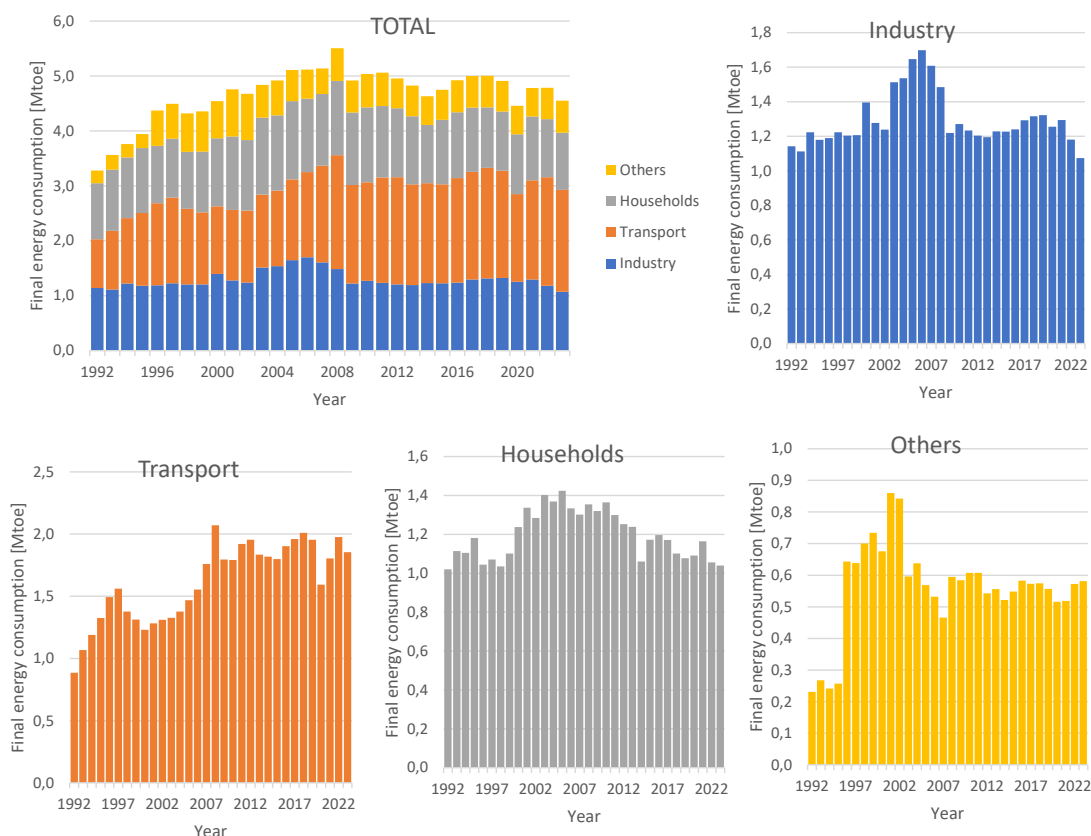 TOTAL
Final energy consumption [Mtoe]
6,0
5,0
4,0
3,0
2,0
1,0
0,0
1992 1996 2000 2004 2008 2012 2016 2020
Year
Others
Households
Transport
Industry
Industry
Final energy consumption [Mtoe]
1,8
1,6
1,4
1,2
1,0
0,8
0,6
0,4
0,2
0,0
1992 1997 2002 2007 2012 2017 2022
Year
Transport
Final energy consumption [Mtoe]
2,5
2,0
1,5
1,0
0,5
0,0
1992 1997 2002 2007 2012 2017 2022
Year
Households
Final energy consumption [Mtoe]
1,6
1,4
1,2
1,0
0,8
0,6
0,4
0,2
0,0
1992 1997 2002 2007 2012 2017 2022
Year
Others
Final energy consumption [Mtoe]
1,0
0,9
0,8
0,7
0,6
0,5
0,4
0,3
0,2
0,1
0,0
1992 1997 2002 2007 2012 2017 2022
Year